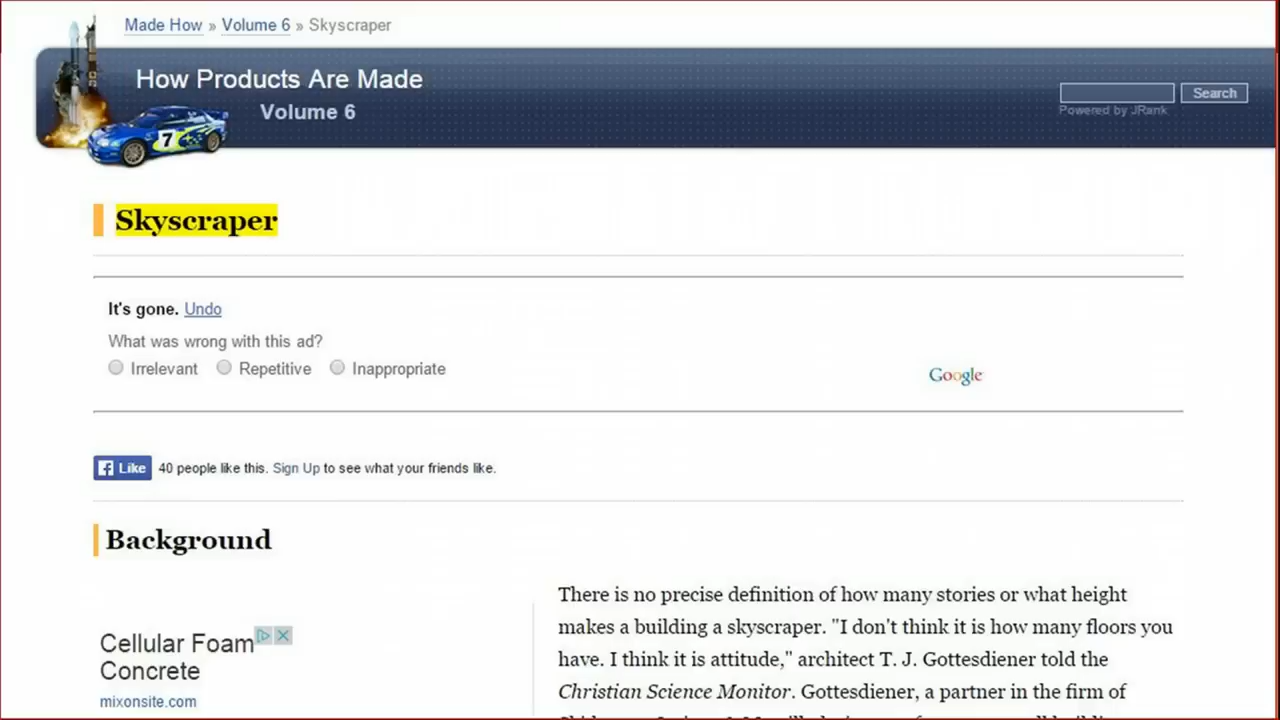 Made How » Volume 6 » Skyscraper
How Products Are Made
Volume 6
Search
Powered by JRank
7
Skyscraper
It's gone. Undo
What was wrong with this ad?
Irrelevant Repetitive Inappropriate
Google
Like 40 people like this. Sign Up to see what your friends like.
Background
Cellular Foam
Concrete
mixonsite.com
There is no precise definition of how many stories or what height
makes a building a skyscraper. "I don't think it is how many floors you
have. I think it is attitude," architect T. J. Gottesdiener told the
Christian Science Monitor. Gottesdiener, a partner in the firm of